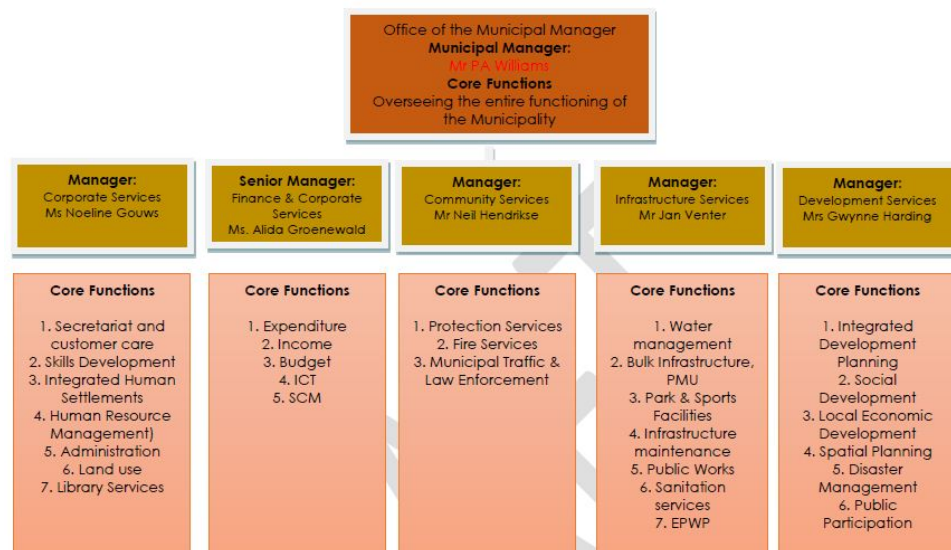 Office of the Municipal Manager
Municipal Manager:
Mr PA Williams
Core Functions
Overseeing the entire functioning of
the Municipality
Manager:
Corporate Services
Ms Noeline Gouws
Senior Manager:
Finance & Corporate
Services
Ms. Alida Groenewald
Manager:
Community Services
Mr Neil Hendrikse
Manager:
Infrastructure Services
Mr Jan Venter
Manager:
Development Services
Mrs Gwynne Harding
Core Functions
1. Secretariat and
customer care
2. Skills Development
3. Integrated Human
Settlements
4. Human Resource
Management)
5. Administration
6. Land use
7. Library Services
Core Functions
1. Expenditure
2. Income
3. Budget
4. ICT
5. SCM
Core Functions
1. Protection Services
2. Fire Services
3. Municipal Traffic &
Law Enforcement
Core Functions
1. Water
management
2. Bulk Infrastructure,
PMU
3. Park & Sports
Facilities
4. Infrastructure
maintenance
5. Public Works
6. Sanitation
services
7. EPWP
Core Functions
1. Integrated
Development
Planning
2. Social
Development
3. Local Economic
Development
4. Spatial Planning
5. Disaster
Management
6. Public
Participation